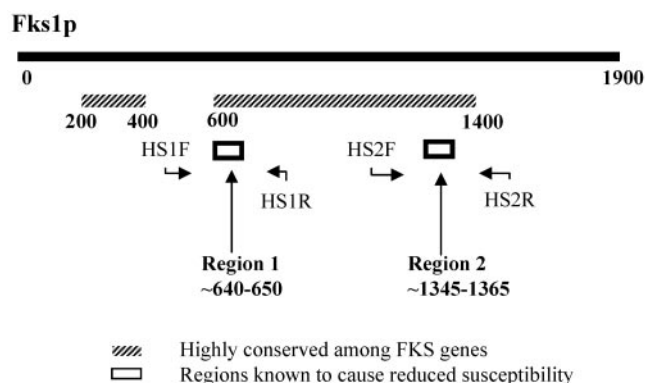 Fks1p
0 1900
200 400 600 1400
HS1F HS2F
HS1R HS2R
Region 1 Region 2
~640-650 ~1345-1365
Highly conserved among FKS genes
Regions known to cause reduced susceptibility